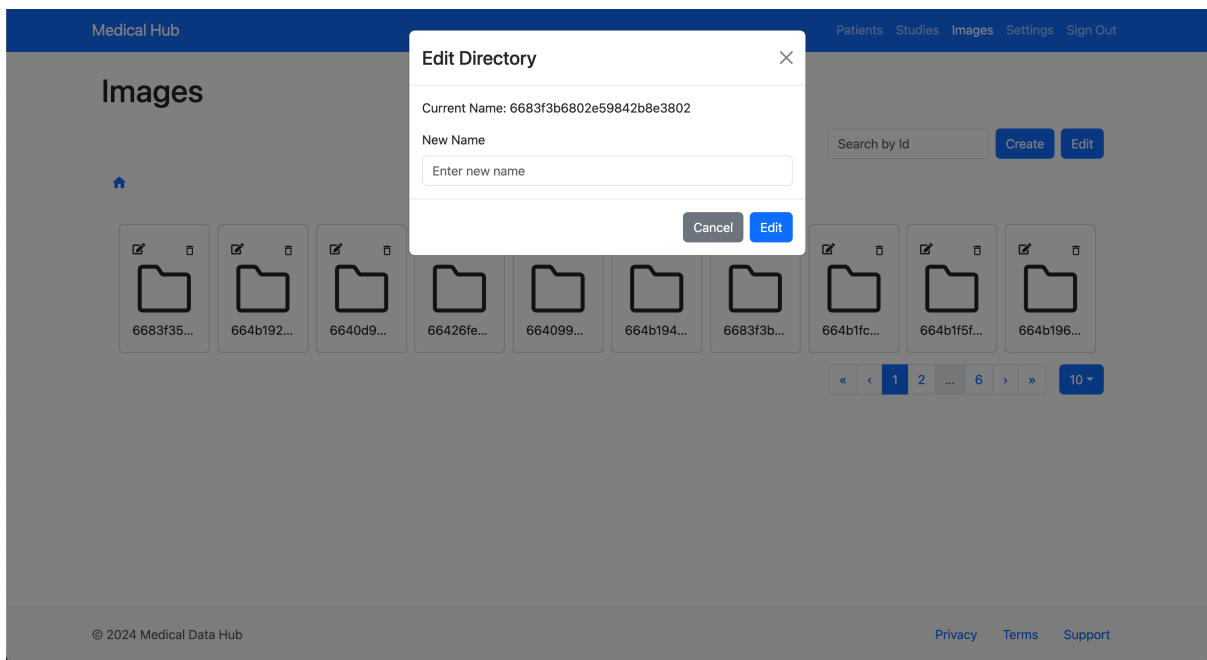 Medical Hub
Patients Studies Images Settings Sign Out
Edit Directory
Images
Current Name: 6683f3b6802e59842b8e3802
New Name
Enter new name
Search by Id
Create
Edit
Cancel
Edit
6683f35... 664b192... 6640d9... 66426fe... 664099... 664b194... 6683f3b... 664b1fc... 664b1f5f... 664b196...
« ‹ 1 2 ... 6 › » 10
© 2024 Medical Data Hub
Privacy Terms Support